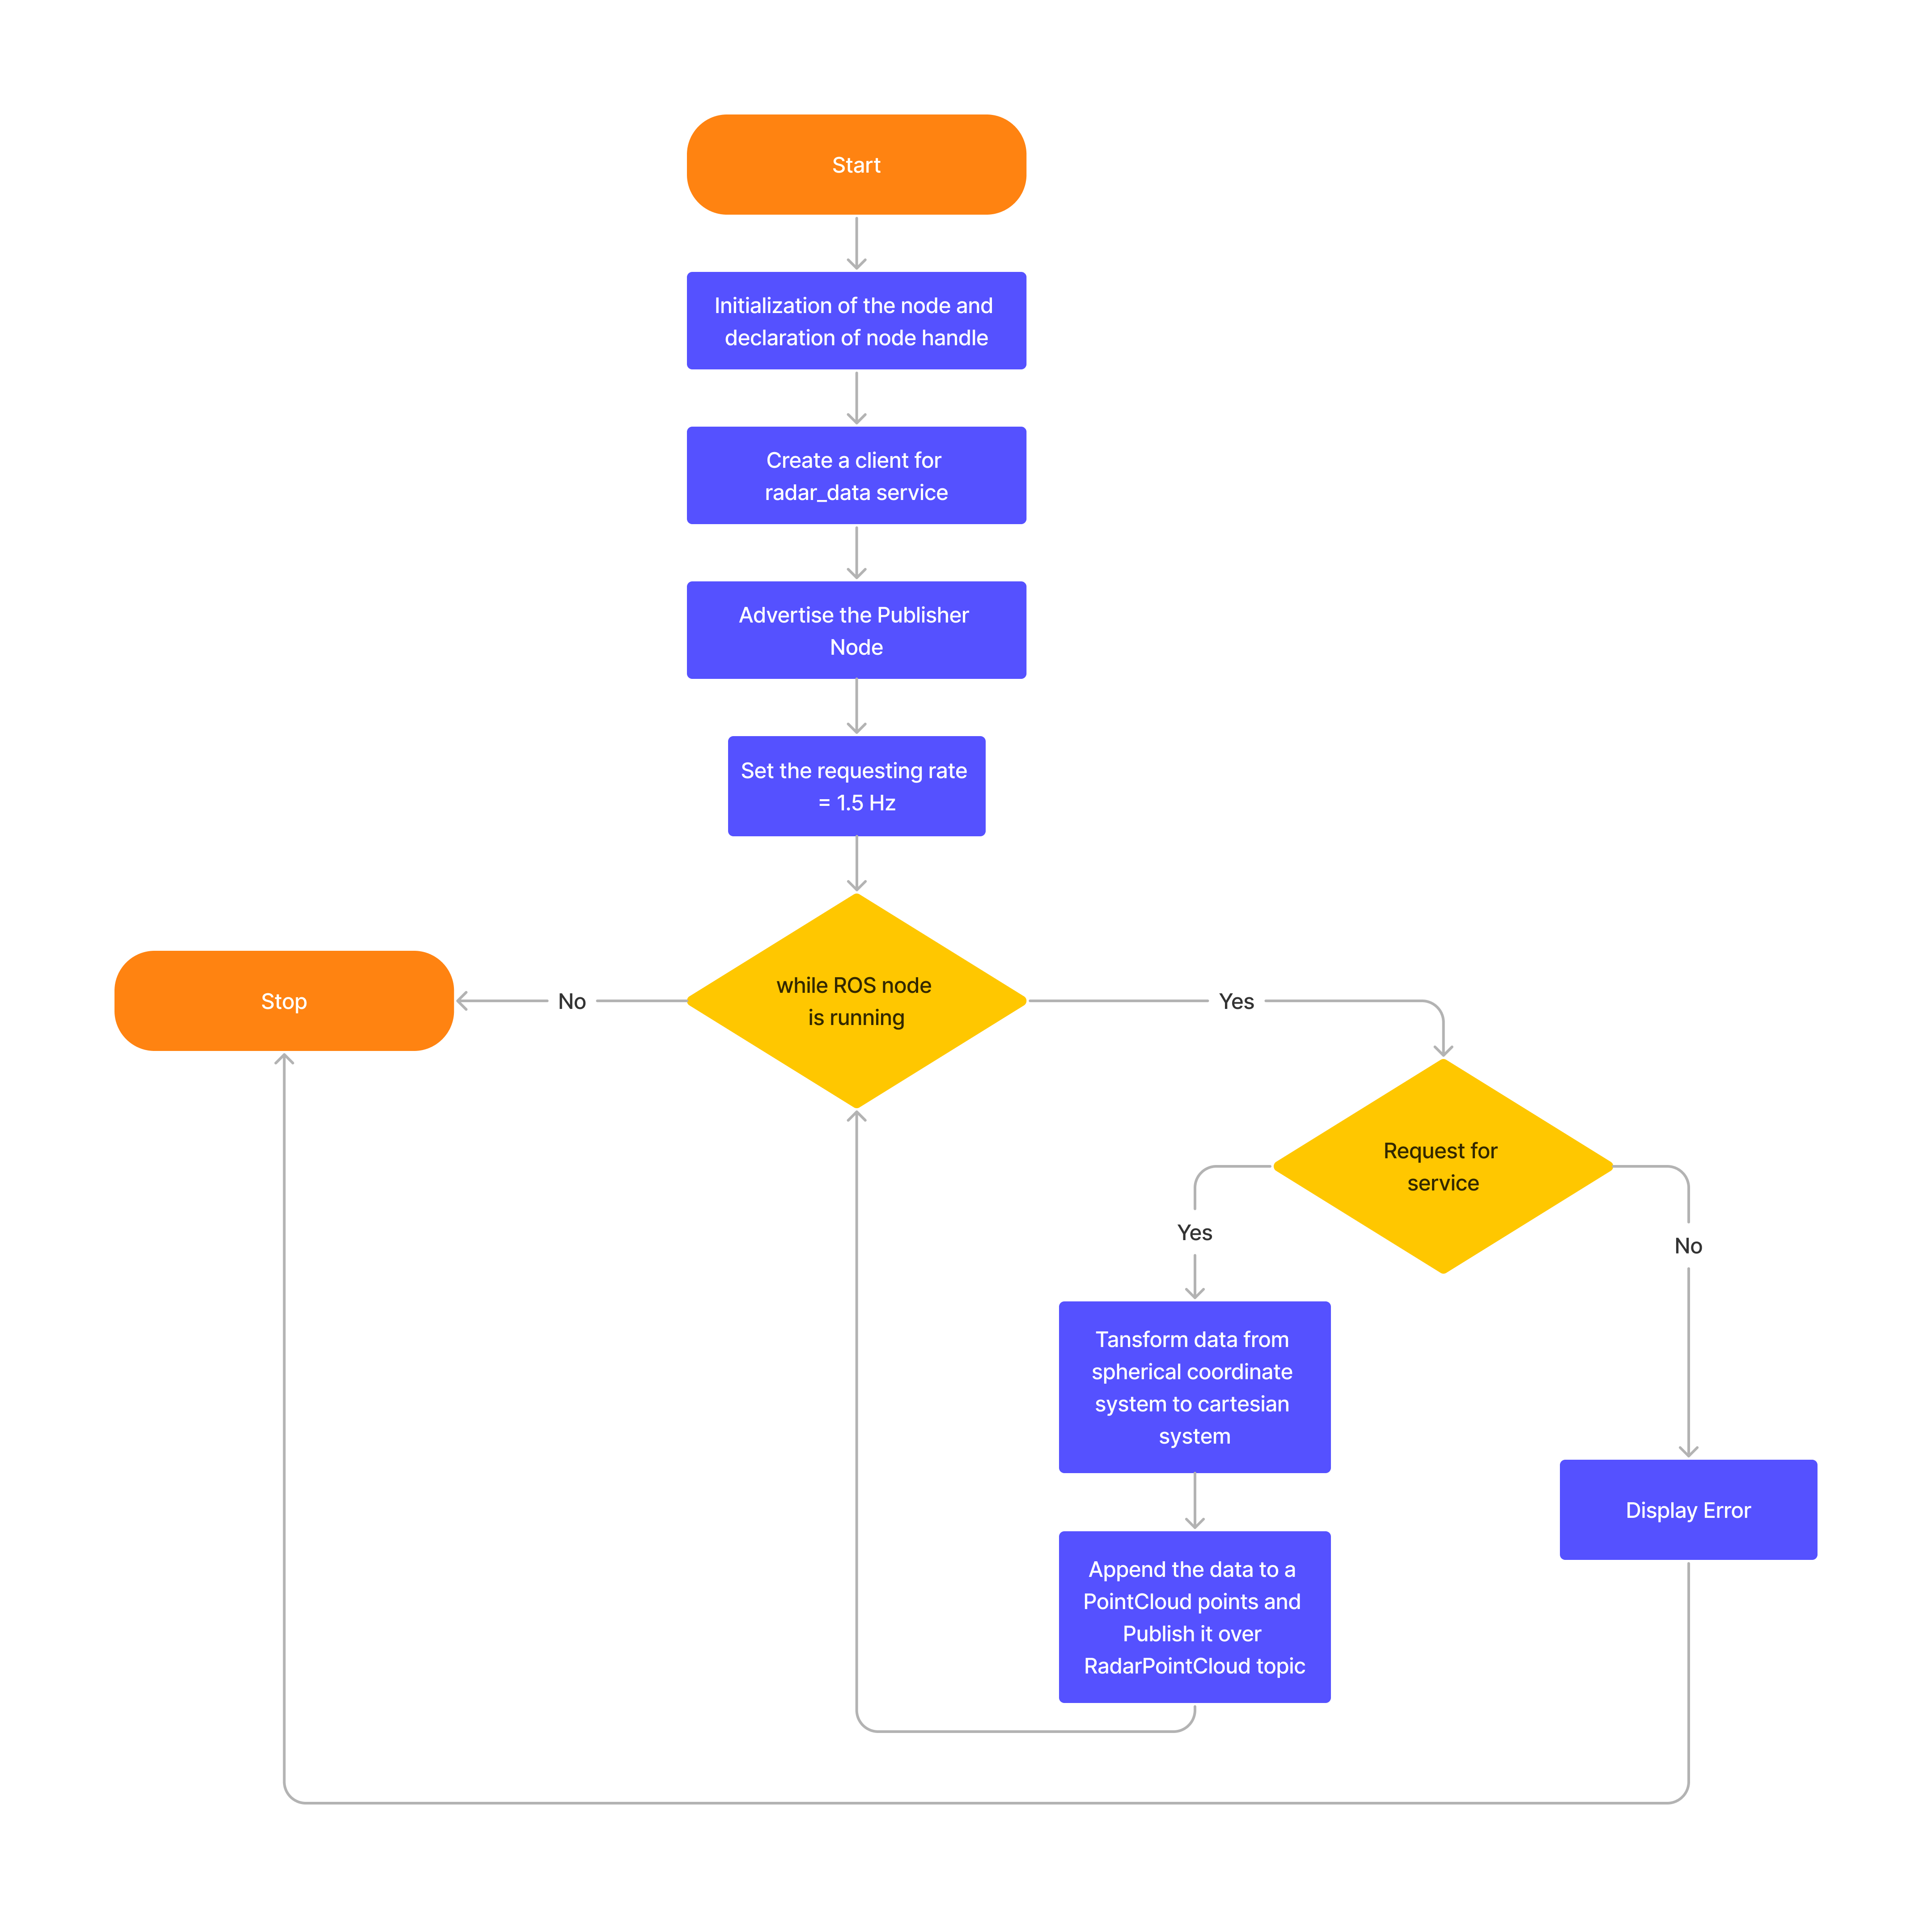 Start
Initialization of the node and
declaration of node handle
Create a client for
radar_data service
Advertise the Publisher
Node
Set the requesting rate
= 1.5 Hz
while ROS node
is running
No
Stop
Yes
Request for
service
Yes
No
Tansform data from
spherical coordinate
system to cartesian
system
Display Error
Append the data to a
PointCloud points and
Publish it over
RadarPointCloud topic